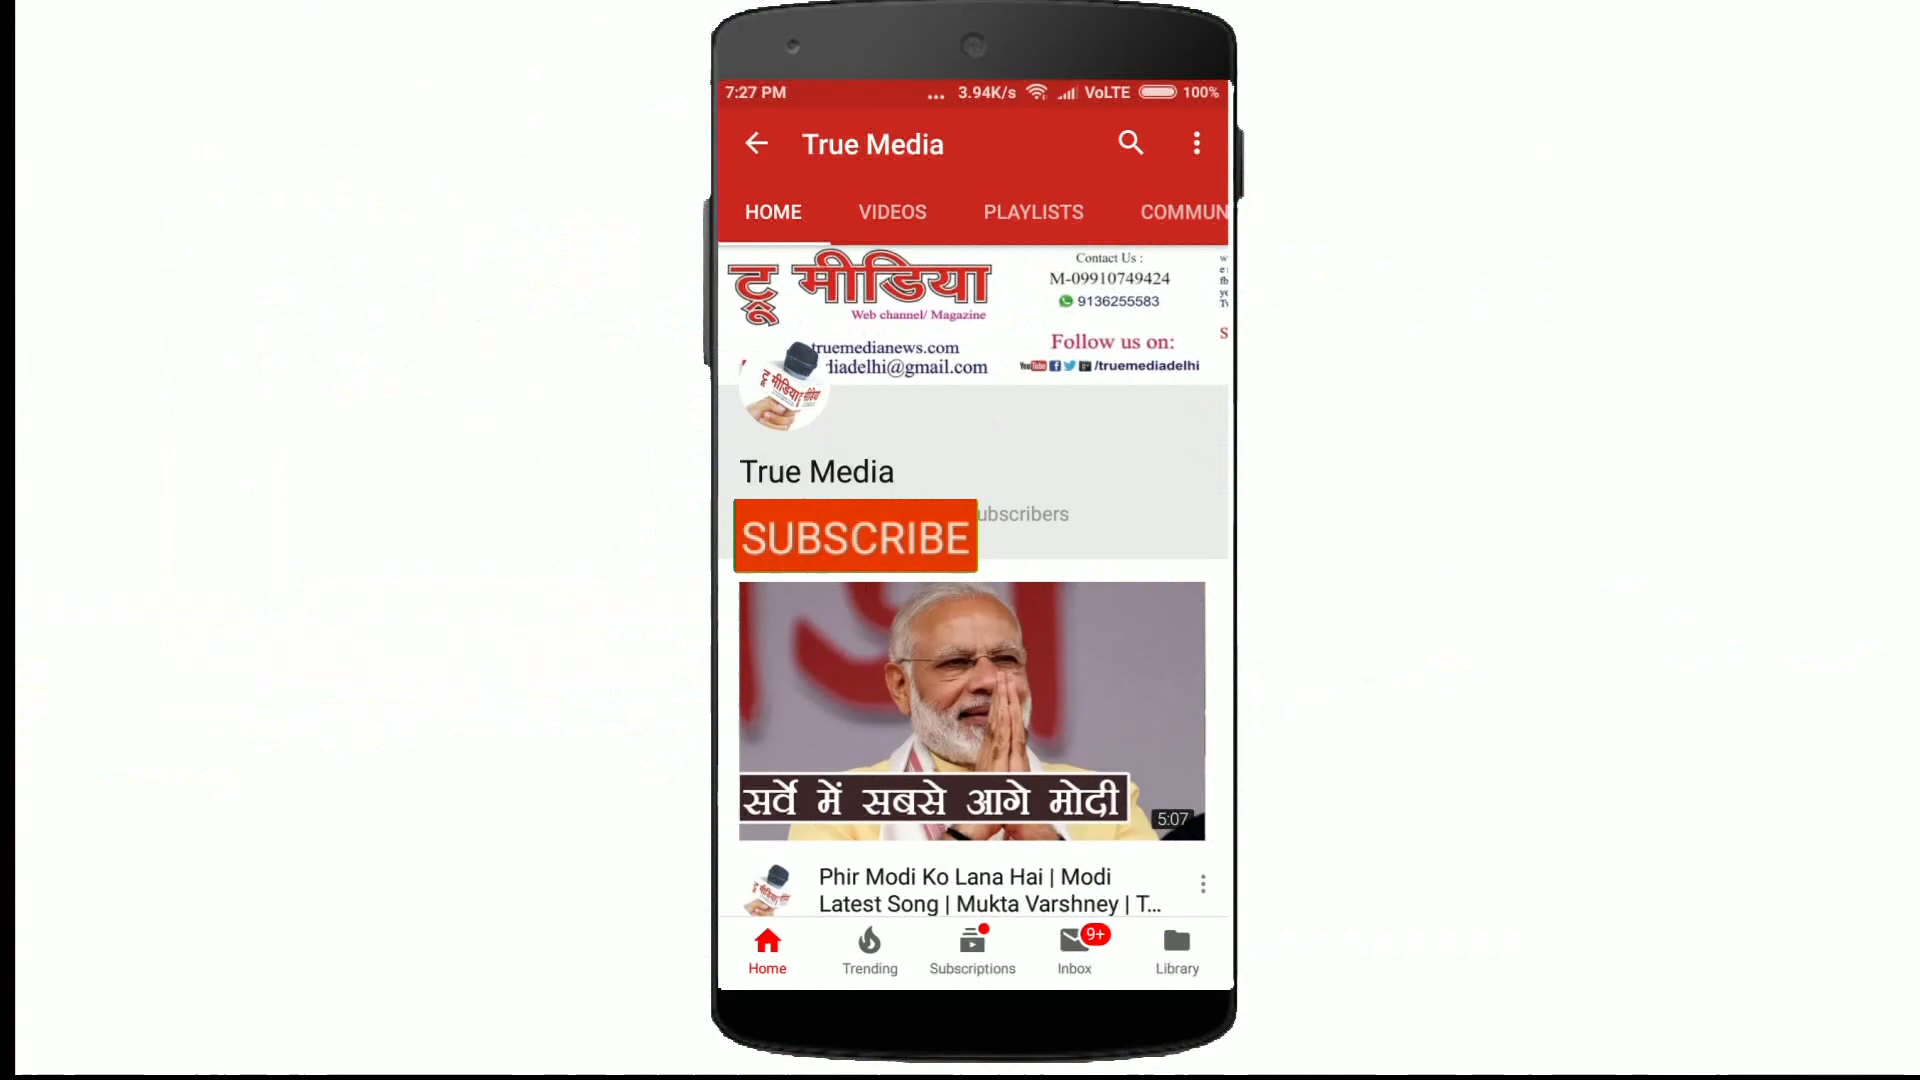 7:27 PM ... 3.94K/s VoLTE 100%
True Media
HOME VIDEOS PLAYLISTS COMMUN
टू मीडिया
Web channel/ Magazine
truemedianews.com
diadelhi@gmail.com
Contact Us :
M-09910749424
9136255583
Follow us on:
YouTube /truemediadelhi
टू मीडिया
True Media
SUBSCRIBE
ubscribers
सर्वे में सबसे आगे मोदी
5:07
Phir Modi Ko Lana Hai | Modi
Latest Song | Mukta Varshney | T...
Home Trending Subscriptions 9+ Inbox Library